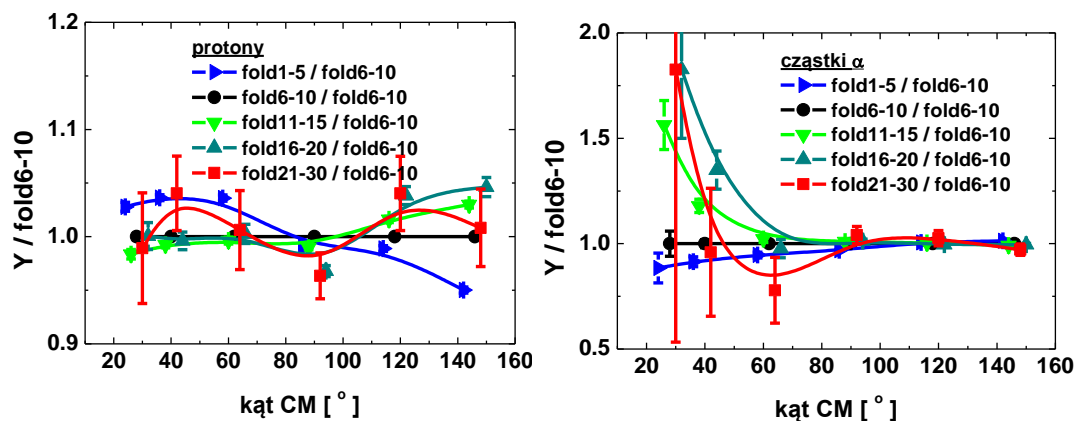 1.2
1.1
1.0
0.9
Y / fold6-10
protony
fold1-5 / fold6-10
fold6-10 / fold6-10
fold11-15 / fold6-10
fold16-20 / fold6-10
fold21-30 / fold6-10
20 40 60 80 100 120 140 160
kąt CM [ ° ]
2.0
1.5
1.0
0.5
Y / fold6-10
cząstki α
fold1-5 / fold6-10
fold6-10 / fold6-10
fold11-15 / fold6-10
fold16-20 / fold6-10
fold21-30 / fold6-10
20 40 60 80 100 120 140 160
kąt CM [ ° ]